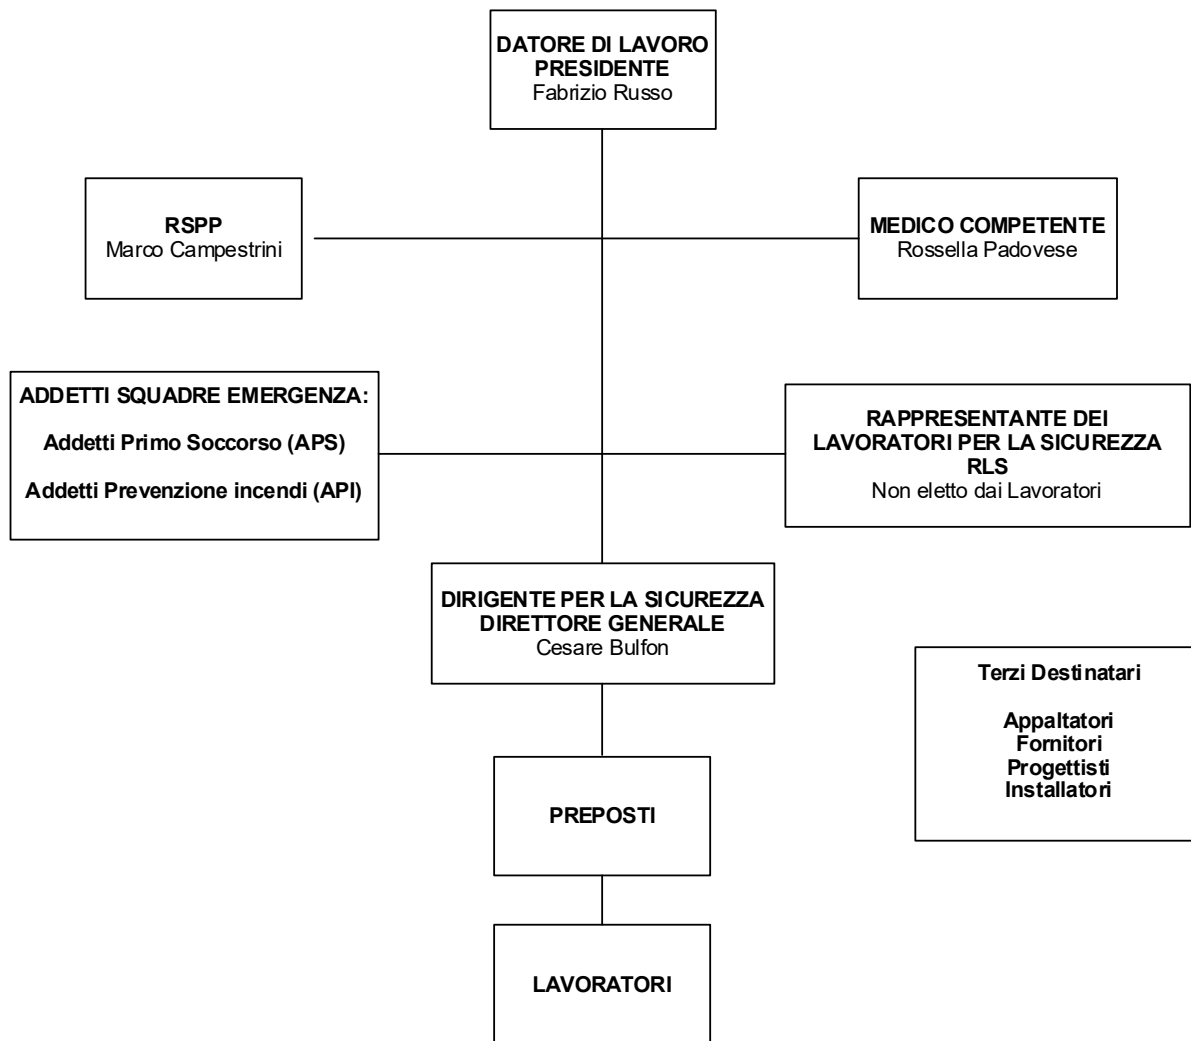 DATORE DI LAVORO
PRESIDENTE
Fabrizio Russo
RSPP
Marco Campestrini
MEDICO COMPETENTE
Rossella Padovese
ADDETTI SQUADRE EMERGENZA:
Addetti Primo Soccorso (APS)
Addetti Prevenzione incendi (API)
RAPPRESENTANTE DEI
LAVORATORI PER LA SICUREZZA
RLS
Non eletto dai Lavoratori
DIRIGENTE PER LA SICUREZZA
DIRETTORE GENERALE
Cesare Bulfon
Terzi Destinatari
Appaltatori
Fornitori
Progettisti
Installatori
PREPOSTI
LAVORATORI